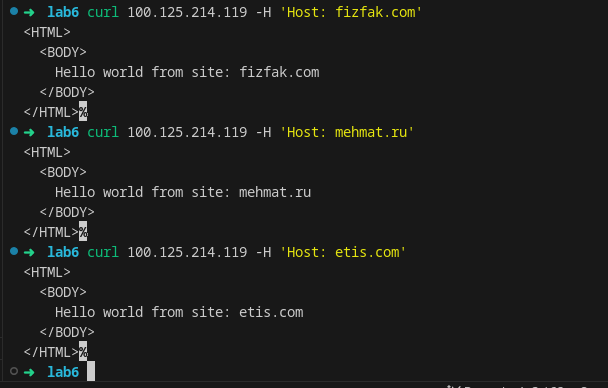 ➜ lab6 curl 100.125.214.119 -H 'Host: fizfak.com'
<HTML>
  <BODY>
    Hello world from site: fizfak.com
  </BODY>
</HTML>%
➜ lab6 curl 100.125.214.119 -H 'Host: mehmat.ru'
<HTML>
  <BODY>
    Hello world from site: mehmat.ru
  </BODY>
</HTML>%
➜ lab6 curl 100.125.214.119 -H 'Host: etis.com'
<HTML>
  <BODY>
    Hello world from site: etis.com
  </BODY>
</HTML>%
➜ lab6